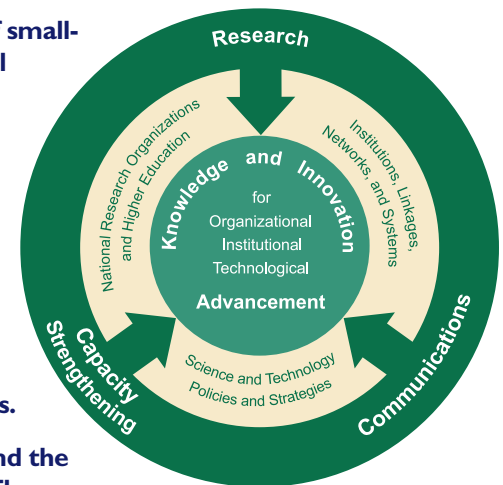 small-
Research
National Research Organizations
and Higher Education
Institutions, Linkages,
Networks, and Systems
Knowledge and Innovation
for
Organizational
Institutional
Technological
Advancement
Science and Technology
Policies and Strategies
Capacity
Strengthening
Communications
s.
nd the